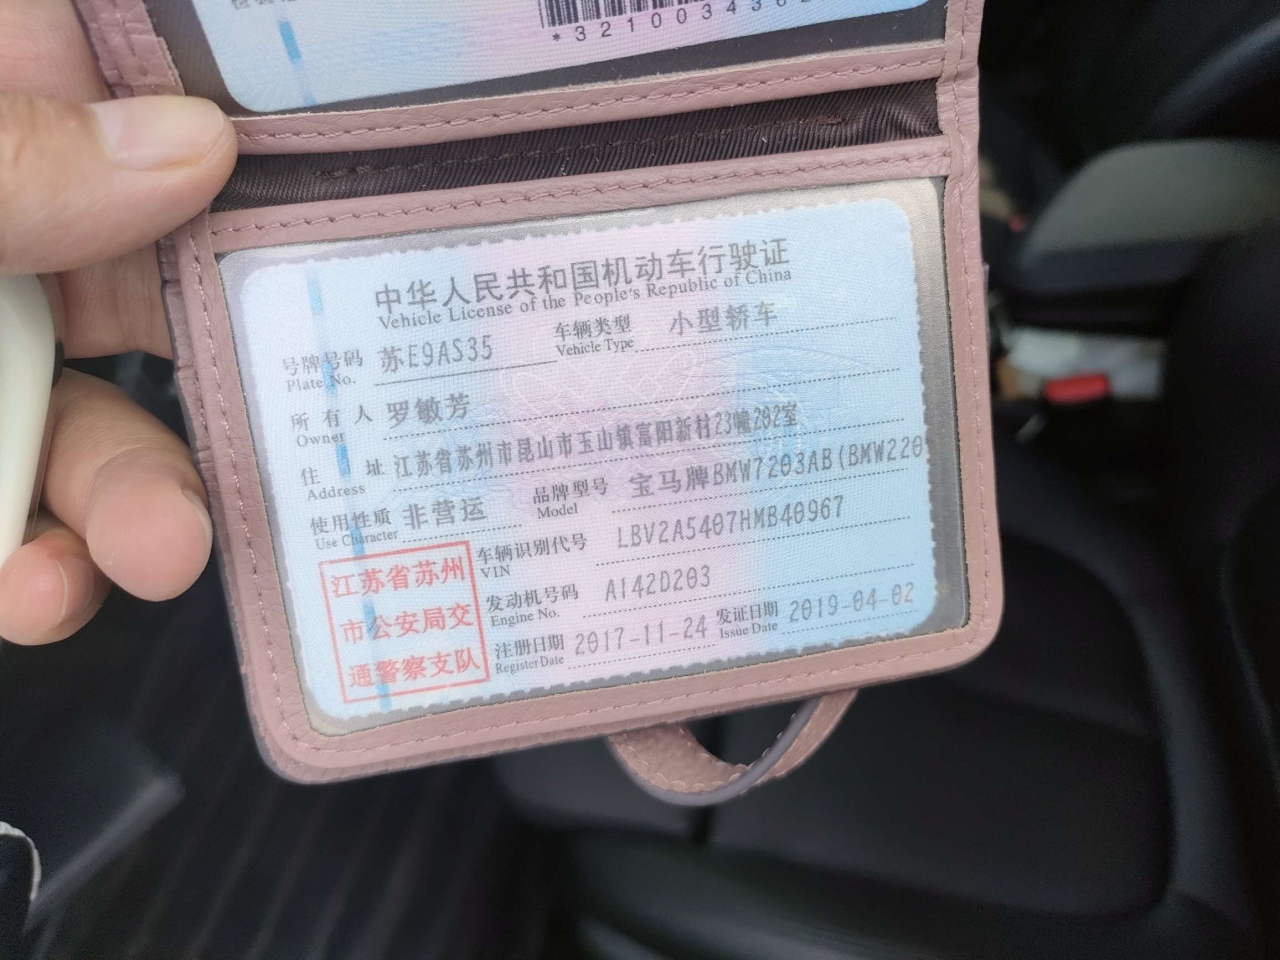 *3210034362
中华人民共和国机动车行驶证
Vehicle License of the People's Republic of China
号牌号码 苏E9AS35 车辆类型 小型轿车
Plate No. Vehicle Type
所有人 罗敏芳
Owner
住址 江苏省苏州市昆山市玉山镇富阳新村23幢202室
Address
使用性质 非营运 品牌型号 宝马牌BMW7203AB(BMW220
Use Character Model
车辆识别代号 LBV2A5407HMB40967
VIN
发动机号码 A142D203
Engine No.
注册日期 2017-11-24 发证日期 2019-04-02
Register Date Issue Date
江苏省苏州
市公安局交
通警察支队